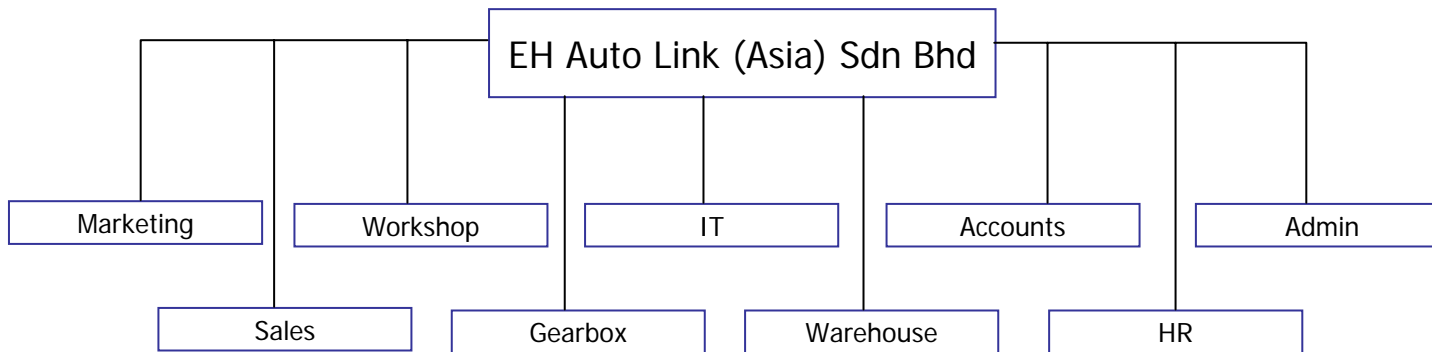 EH Auto Link (Asia) Sdn Bhd
Marketing
Workshop
IT
Accounts
Admin
Sales
Gearbox
Warehouse
HR